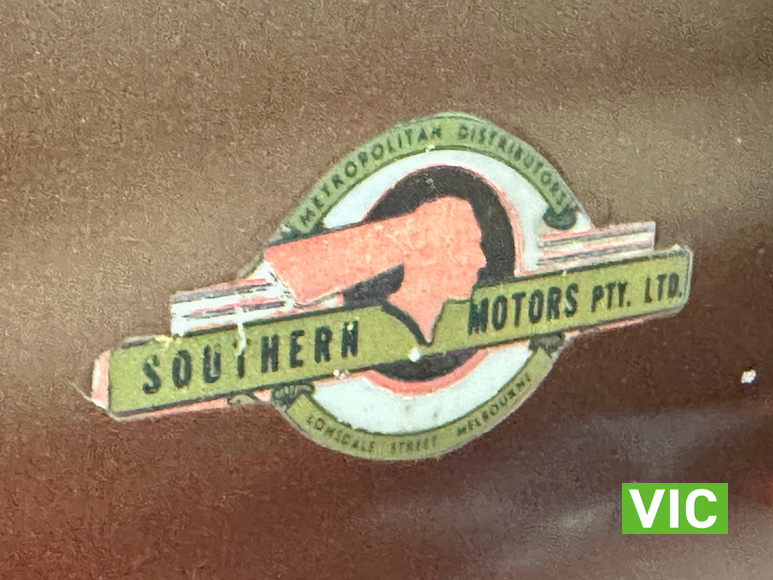 METROPOLITAN DISTRIBUTORS
SOUTHERN MOTORS PTY. LTD.
LONSDALE STREET MELBOURNE
VIC